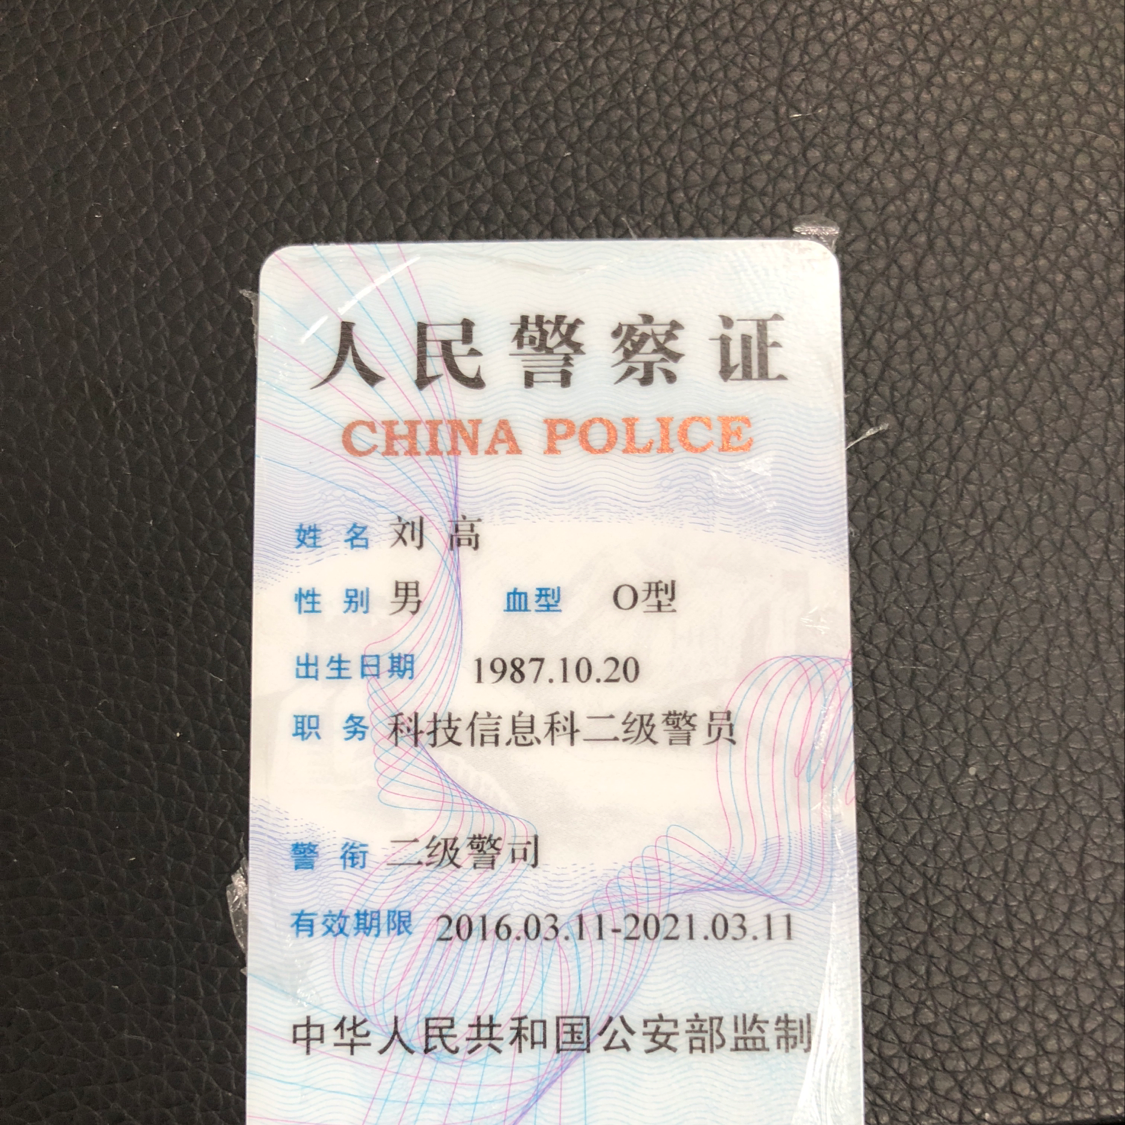 人民警察证
CHINA POLICE
姓名 刘高
性别 男 血型 O型
出生日期 1987.10.20
职务 科技信息科二级警员
警衔 二级警司
有效期限 2016.03.11-2021.03.11
中华人民共和国公安部监制